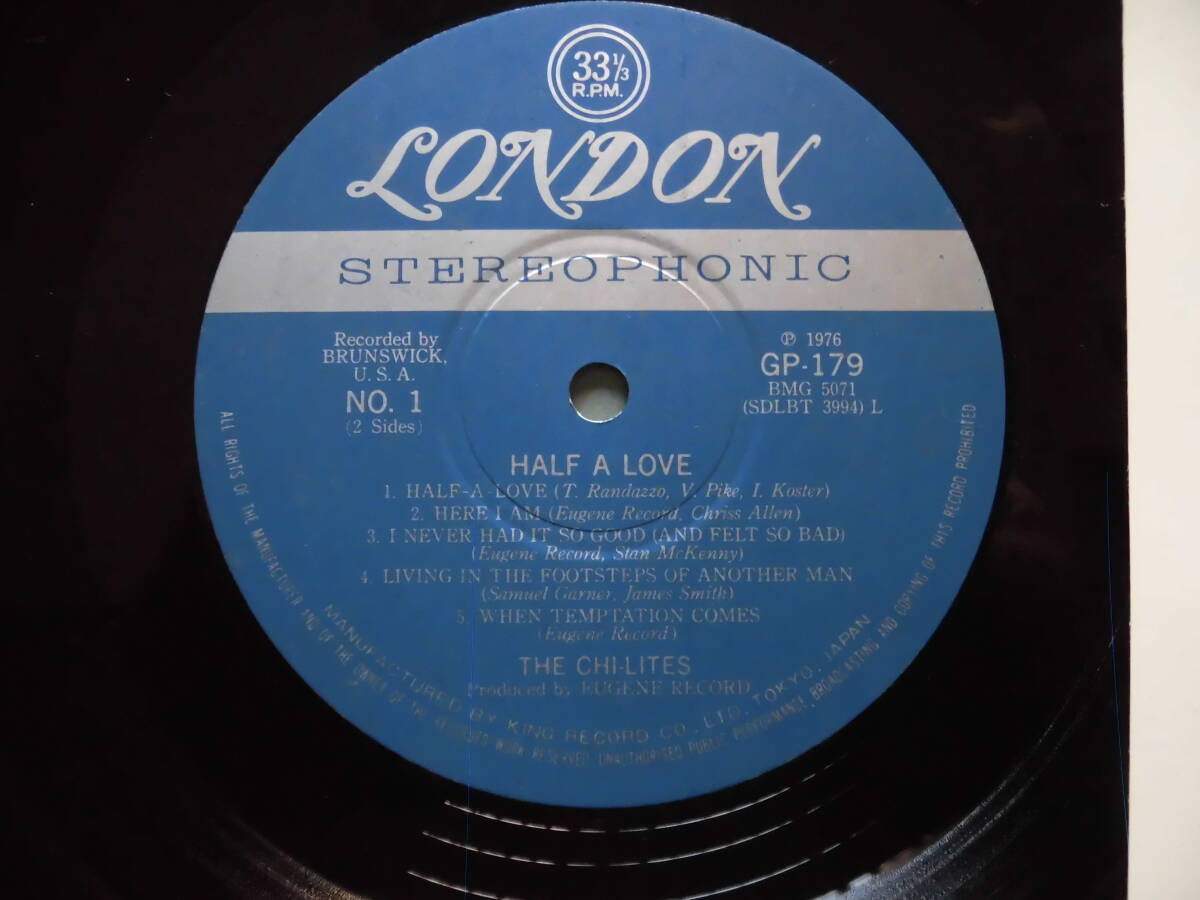 33 1/3
R.P.M.
LONDON
STEREOPHONIC
Recorded by
BRUNSWICK,
U. S. A.
NO. 1
(2 Sides)
℗ 1976
GP-179
BMG 5071
(SDLBT 3994) L
HALF A LOVE
1. HALF-A-LOVE (T. Randazzo, V. Pike, I. Koster)
2. HERE I AM (Eugene Record, Chriss Allen)
3. I NEVER HAD IT SO GOOD (AND FELT SO BAD)
(Eugene Record, Stan McKenny)
4. LIVING IN THE FOOTSTEPS OF ANOTHER MAN
(Samuel Garner, James Smith)
5. WHEN TEMPTATION COMES
(Eugene Record)
THE CHI-LITES
Produced by EUGENE RECORD
MANUFACTURED BY KING RECORD CO., LTD. TOKYO, JAPAN
ALL RIGHTS OF THE MANUFACTURER AND OF THE OWNER OF THE RECORDED WORK RESERVED UNAUTHORISED PUBLIC PERFORMANCE, BROADCASTING AND COPYING OF THIS RECORD PROHIBITED